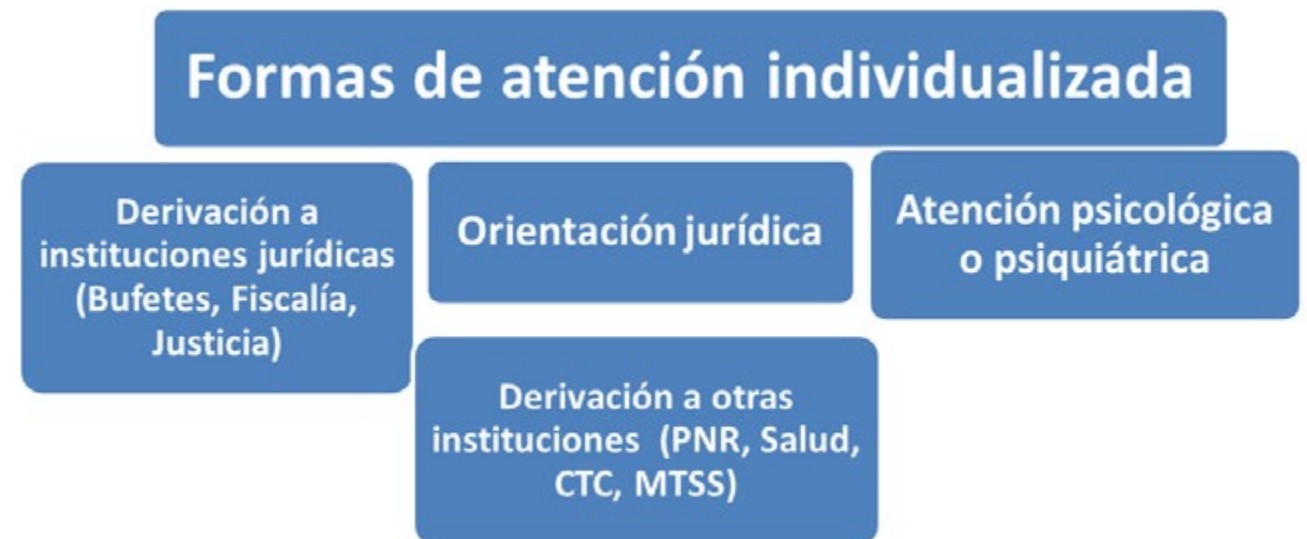 Formas de atención individualizada
Derivación a
instituciones jurídicas
(Bufetes, Fiscalía,
Justicia)
Orientación jurídica
Atención psicológica
o psiquiátrica
Derivación a otras
instituciones (PNR, Salud,
CTC, MTSS)